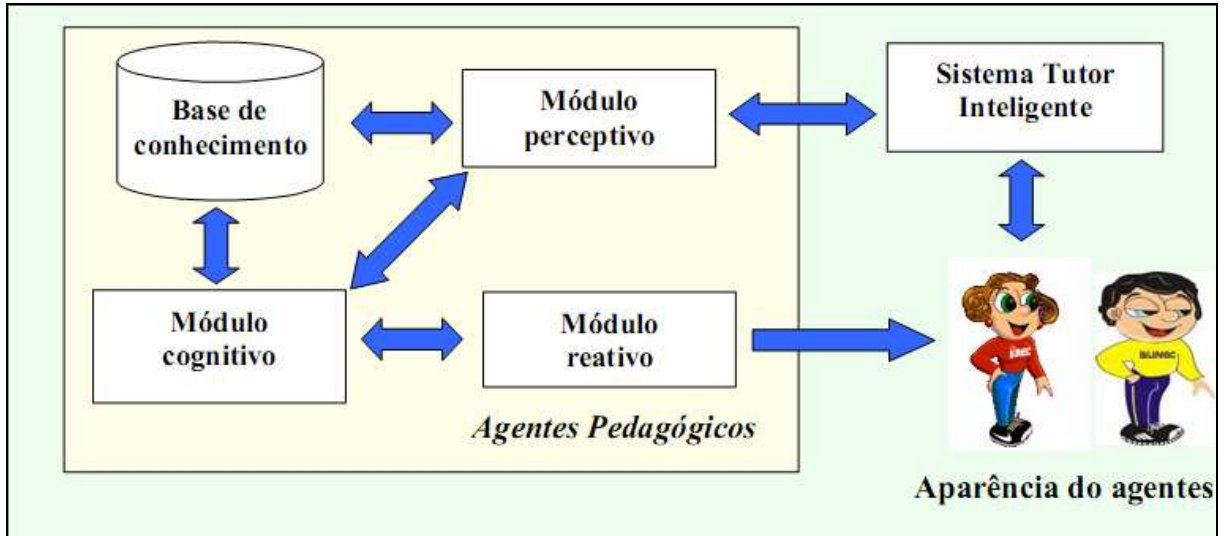 Base de
conhecimento
Módulo
perceptivo
Sistema Tutor
Inteligente
Módulo
cognitivo
Módulo
reativo
Agentes Pedagógicos
Aparência do agentes